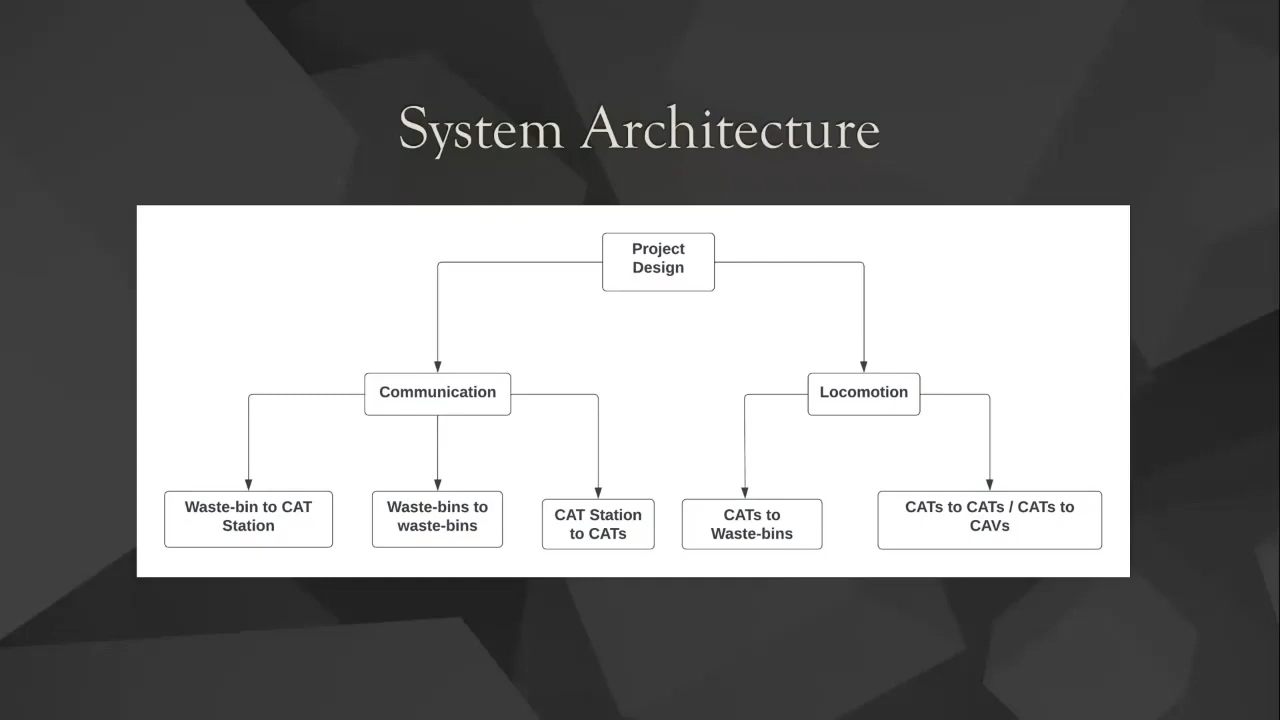 System Architecture
Project
Design
Communication
Locomotion
Waste-bin to CAT
Station
Waste-bins to
waste-bins
CAT Station
to CATs
CATs to
Waste-bins
CATs to CATs / CATs to
CAVs